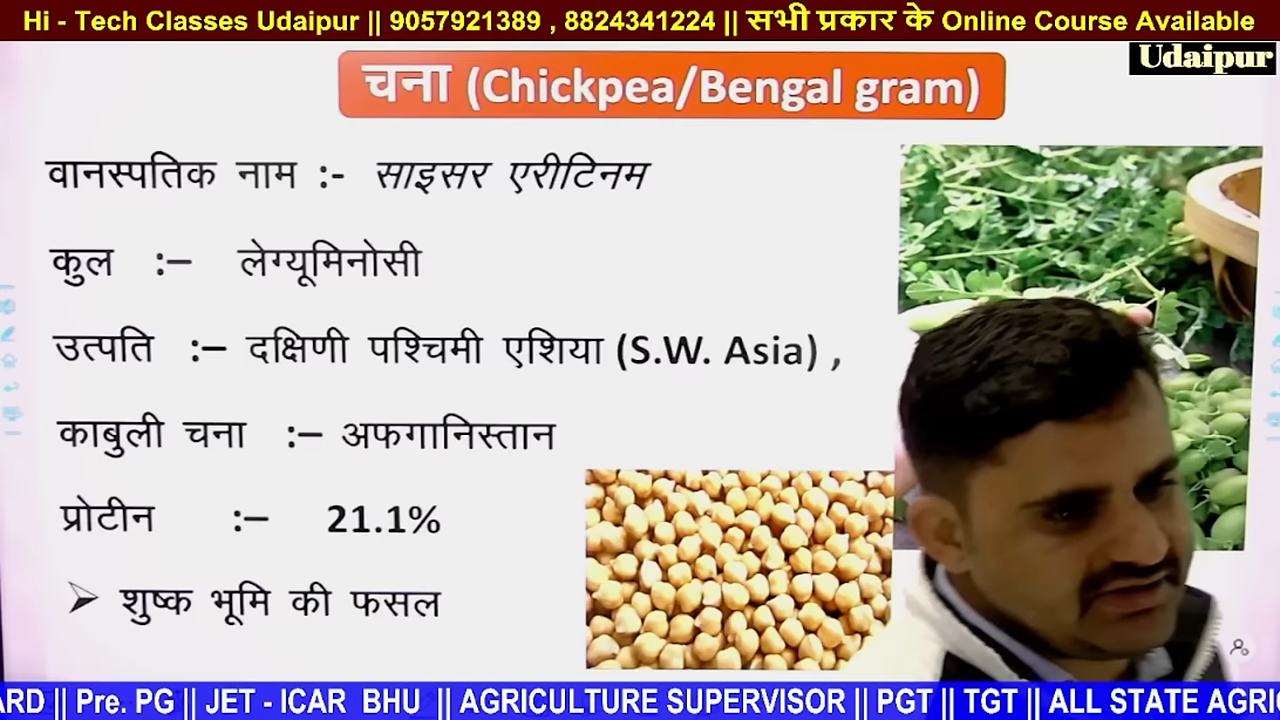 Hi - Tech Classes Udaipur || 9057921389 , 8824341224 || सभी प्रकार के Online Course Available
Udaipur
चना (Chickpea/Bengal gram)
वानस्पतिक नाम :- साइसर एरीटिनम
कुल :– लेग्यूमिनोसी
उत्पति :– दक्षिणी पश्चिमी एशिया (S.W. Asia) ,
काबुली चना :– अफगानिस्तान
प्रोटीन :– 21.1%
➢ शुष्क भूमि की फसल
ARD || Pre. PG || JET - ICAR BHU || AGRICULTURE SUPERVISOR || PGT || TGT || ALL STATE AGRI